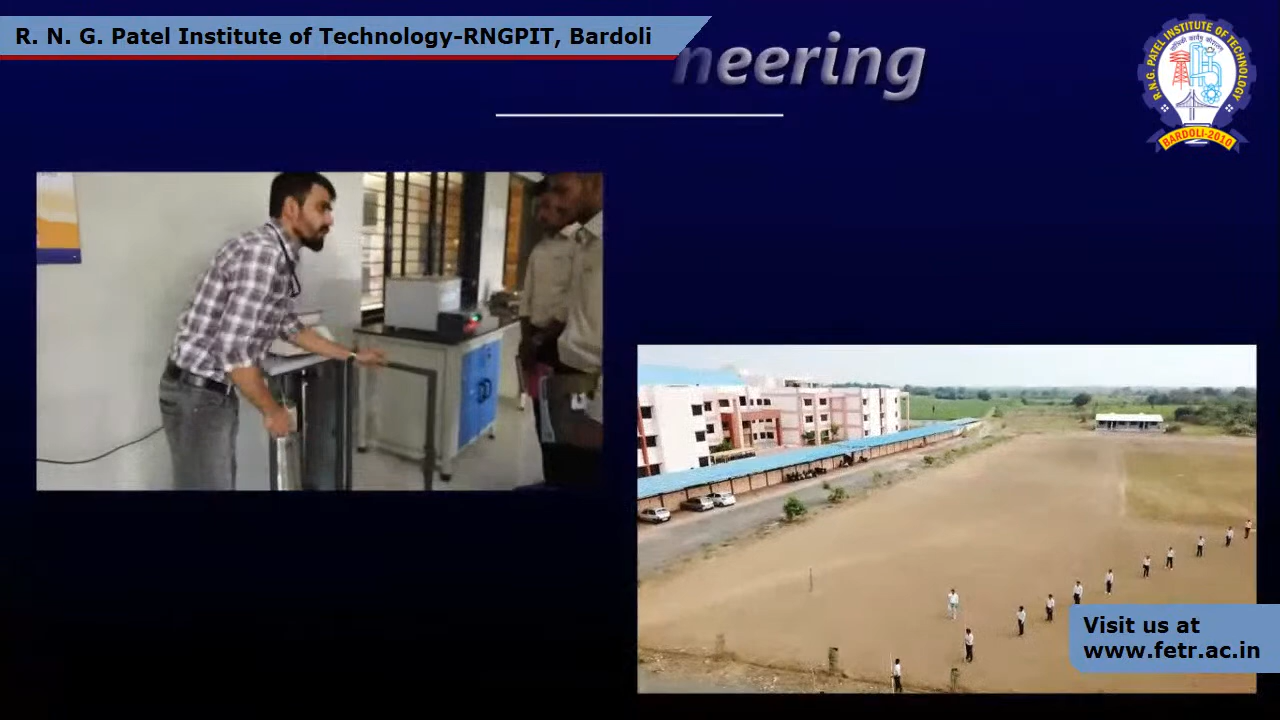 R. N. G. Patel Institute of Technology-RNGPIT, Bardoli
neering
R.N.G. PATEL INSTITUTE OF TECHNOLOGY
BARDOLI-2010
Visit us at
www.fetr.ac.in